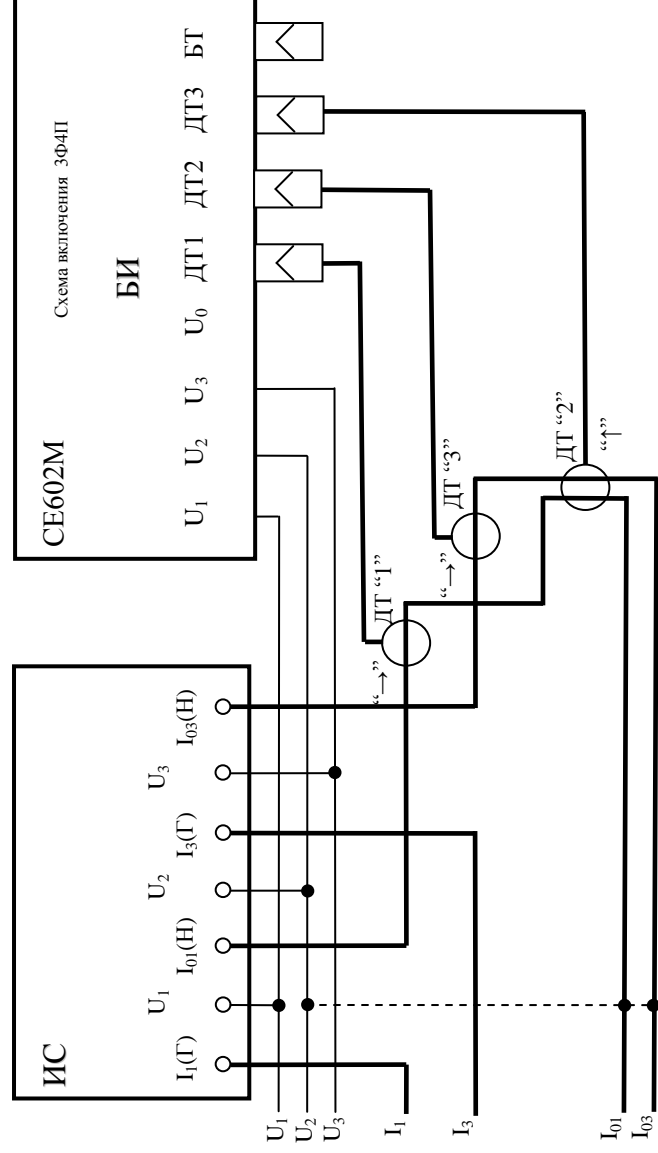 СЕ602М
Схема включения 3Ф4П
БИ
U₁ U₂ U₃ U₀ ДТ1 ДТ2 ДТ3 БТ
ИС
I₁(Г) U₁ I₀₁(Н) U₂ I₃(Г) U₃ I₀₃(Н)
ДТ “1”
“→”
ДТ “3”
“→”
ДТ “2”
“↑”
U₁
U₂
U₃
I₁
I₃
I₀₁
I₀₃